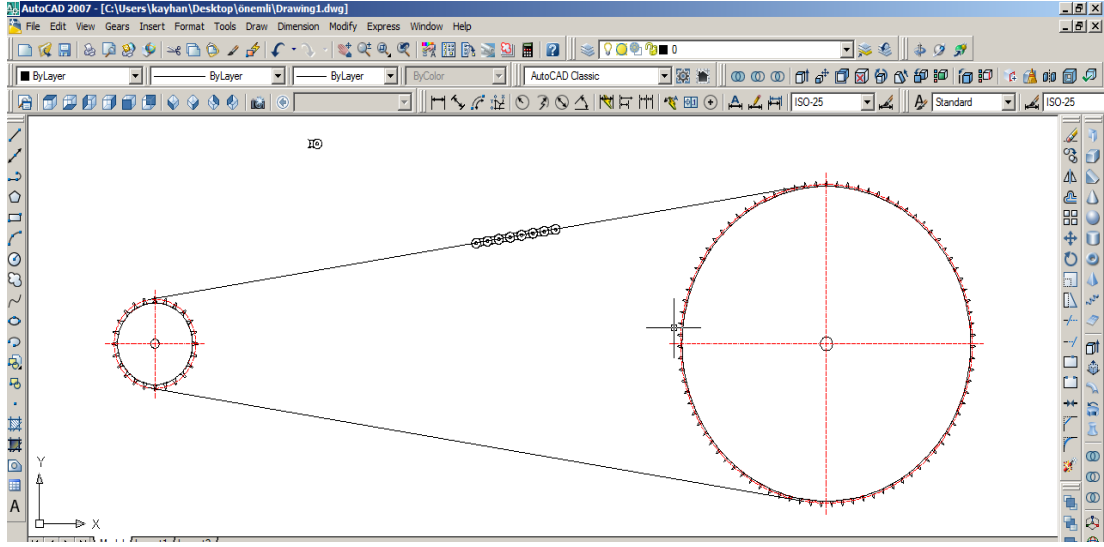 AutoCAD 2007 - [C:\Users\kayhan\Desktop\önemli\Drawing1.dwg]
File Edit View Gears Insert Format Tools Draw Dimension Modify Express Window Help
0
ByLayer ByLayer ByLayer ByColor AutoCAD Classic
ISO-25 Standard ISO-25
Y
X
A